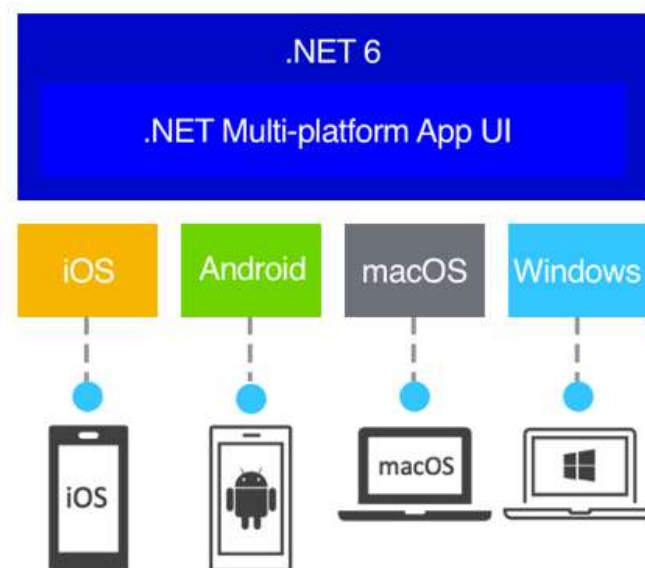 .NET 6
.NET Multi-platform App UI
iOS
Android
macOS
Windows
iOS
macOS